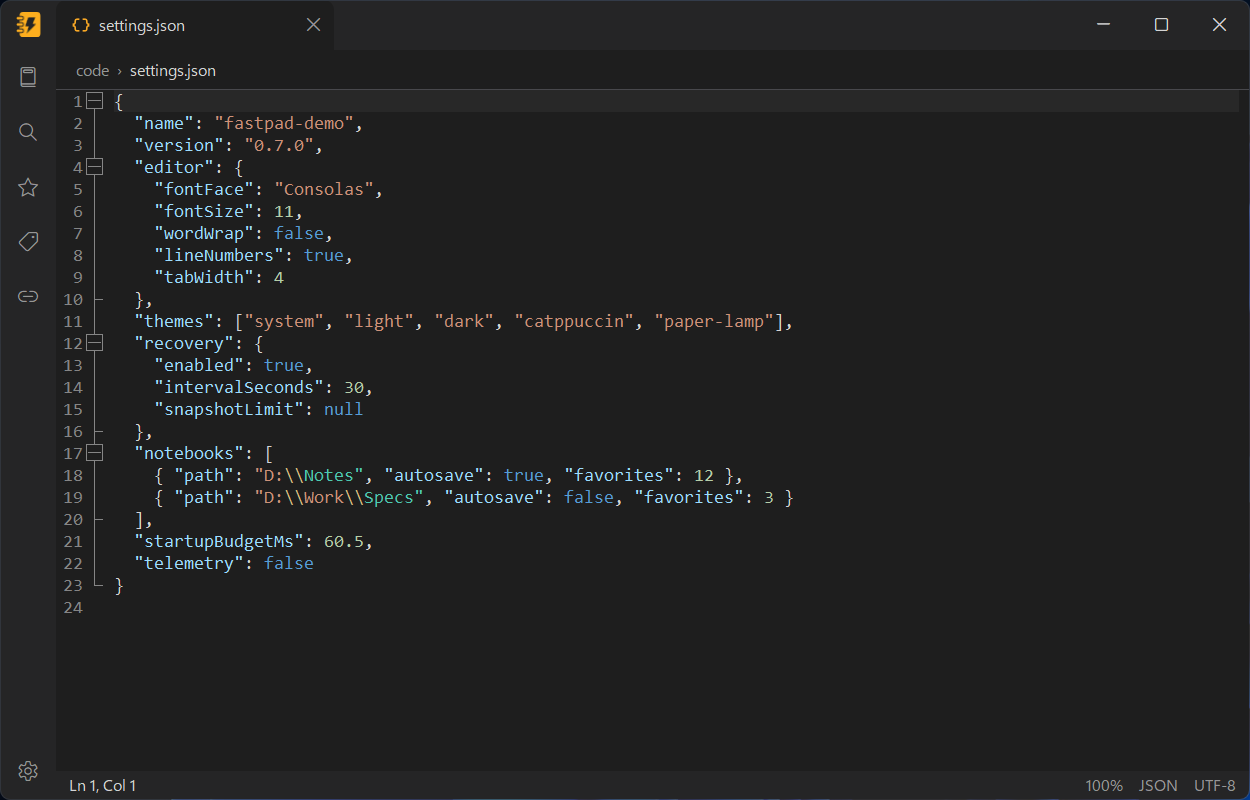 settings.json
code › settings.json
1 {
2   "name": "fastpad-demo",
3   "version": "0.7.0",
4   "editor": {
5     "fontFace": "Consolas",
6     "fontSize": 11,
7     "wordWrap": false,
8     "lineNumbers": true,
9     "tabWidth": 4
10   },
11   "themes": ["system", "light", "dark", "catppuccin", "paper-lamp"],
12   "recovery": {
13     "enabled": true,
14     "intervalSeconds": 30,
15     "snapshotLimit": null
16   },
17   "notebooks": [
18     { "path": "D:\\Notes", "autosave": true, "favorites": 12 },
19     { "path": "D:\\Work\\Specs", "autosave": false, "favorites": 3 }
20   ],
21   "startupBudgetMs": 60.5,
22   "telemetry": false
23 }
24
Ln 1, Col 1 100% JSON UTF-8